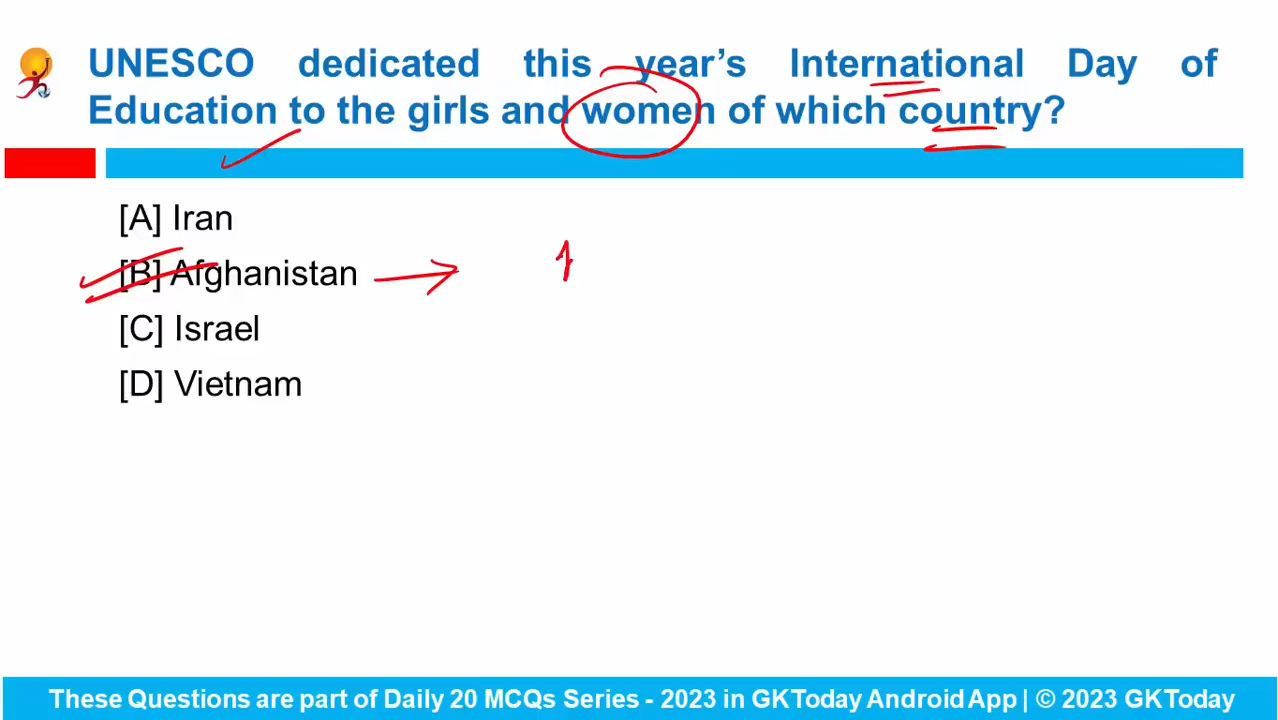 UNESCO dedicated this year's International Day of
Education to the girls and women of which country?
[A] Iran
[B] Afghanistan
[C] Israel
[D] Vietnam
These Questions are part of Daily 20 MCQs Series - 2023 in GKToday Android App | © 2023 GKToday